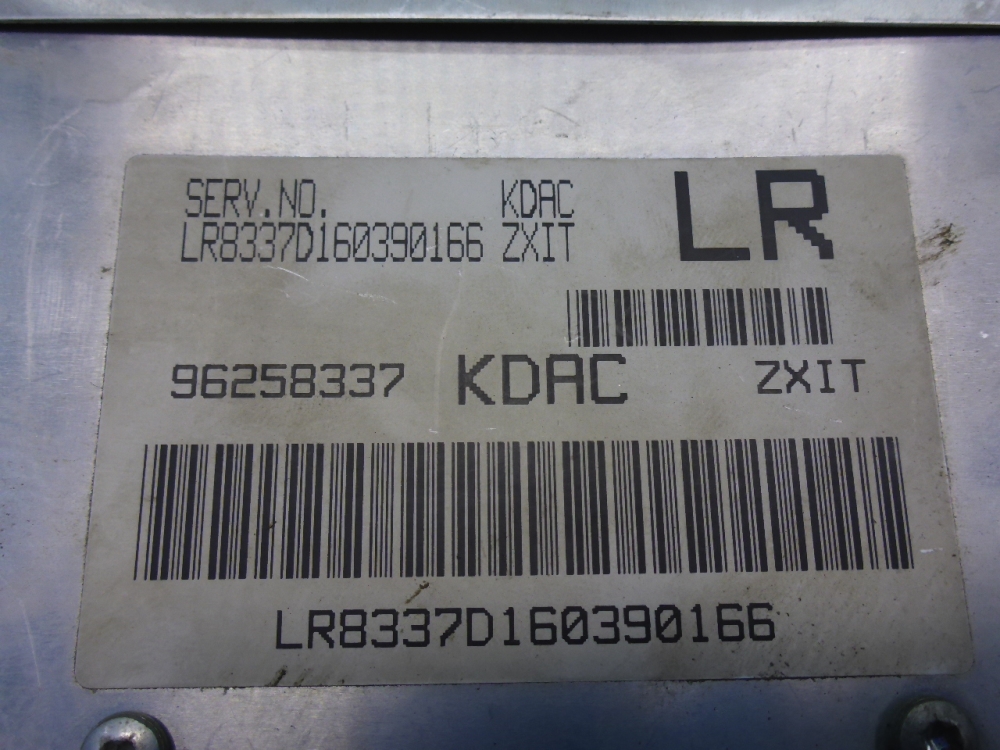 SERV.NO. KDAC LR
LR8337D160390166 ZXIT
96258337 KDAC ZXIT
LR8337D160390166